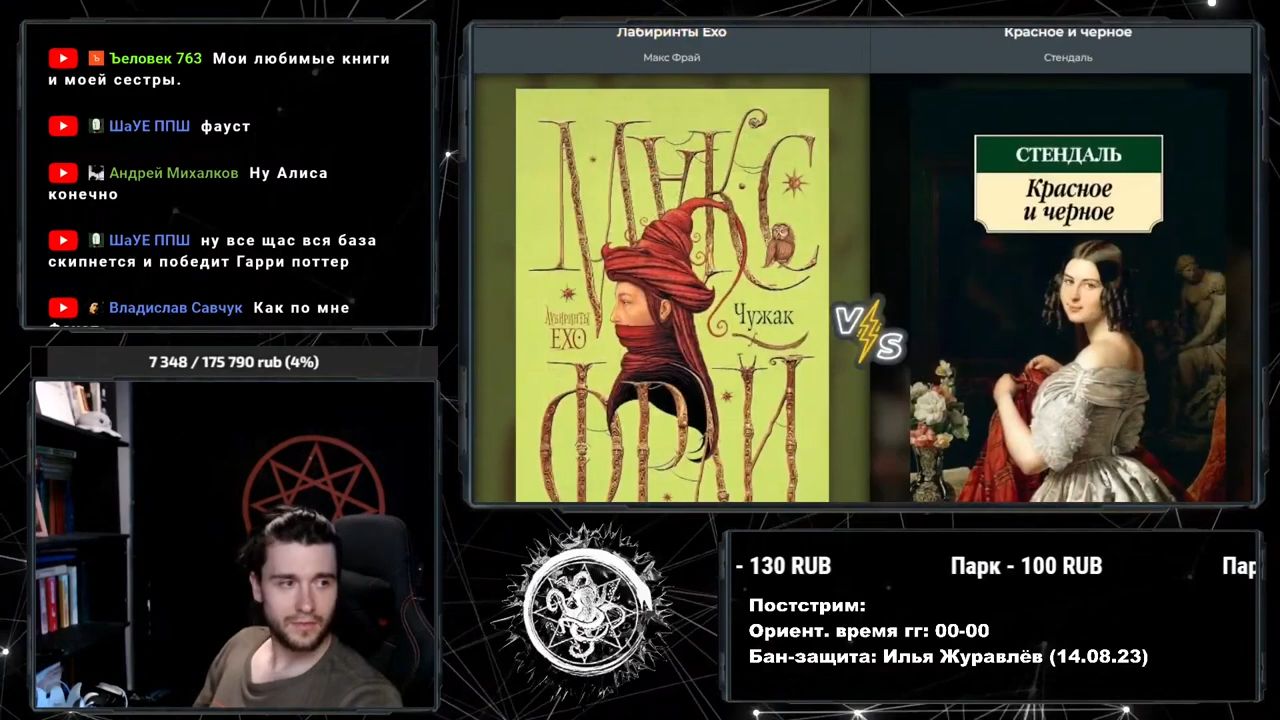 Ъеловек 763 Мои любимые книги
и моей сестры.
ШаУЕ ППШ фауст
Андрей Михалков Ну Алиса
конечно
ШаУЕ ППШ ну все щас вся база
скипнется и победит Гарри поттер
Владислав Савчук Как по мне
7 348 / 175 790 rub (4%)
Лабиринты Ехо
Макс Фрай
Красное и черное
Стендаль
МАКС
Лабиринты
ЕХО
Чужак
ФРАЙ
VS
СТЕНДАЛЬ
Красное
и черное
- 130 RUB Парк - 100 RUB Пар
Постстрим:
Ориент. время гг: 00-00
Бан-защита: Илья Журавлёв (14.08.23)